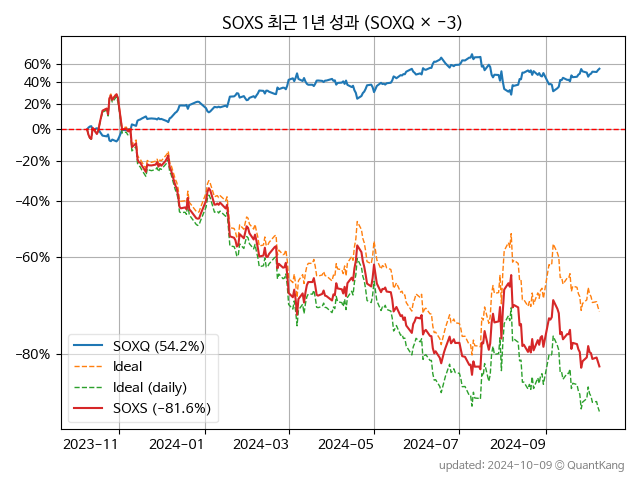 SOXS 최근 1년 성과 (SOXQ × −3)
60%
40%
20%
0%
−20%
−40%
−60%
−80%
SOXQ (54.2%)
Ideal
Ideal (daily)
SOXS (−81.6%)
2023−11 2024−01 2024−03 2024−05 2024−07 2024−09
updated: 2024-10-09 © QuantKang